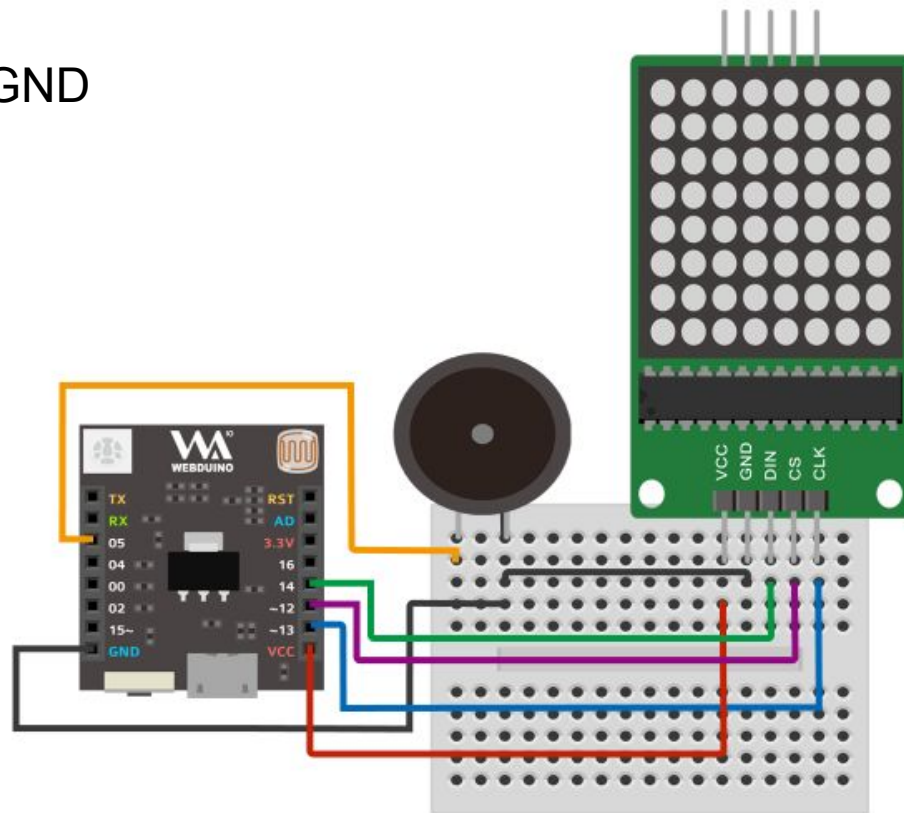 GND
WEBDUINO
TX
RX
05
04
00
02
15~
GND
RST
AD
3.3V
16
14
~12
~13
VCC
VCC
GND
DIN
CS
CLK